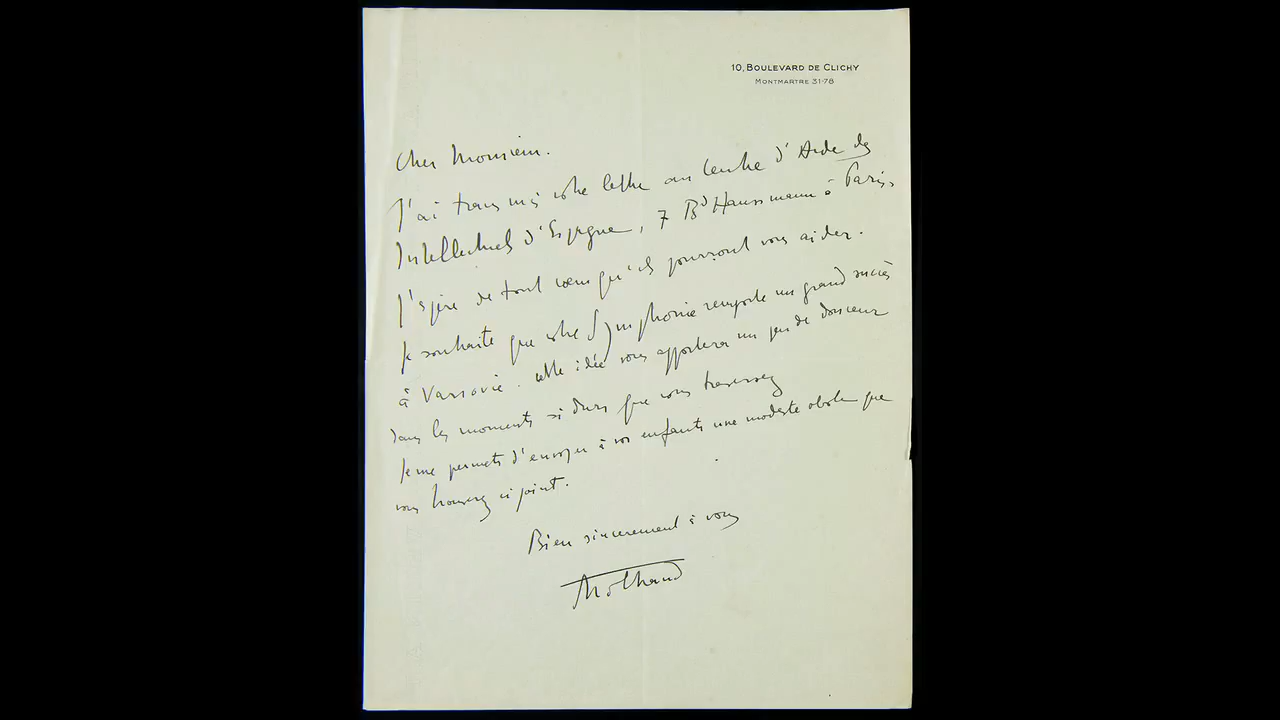 10, BOULEVARD DE CLICHY
MONTMARTRE 31-78
Cher Monsieur.
J'ai transmis votre lettre au Centre d'Aide des
Intellectuels d'Espagne, 7 Bd Haussmann à Paris.
J'espère de tout coeur qu'ils pourront vous aider.
Je souhaite que votre Symphonie remporte un grand succès
à Varsovie. cette idée vous apportera un peu de douceur
dans les moments si durs que vous traversez
Je me permets d'envoyer à vos enfants une modeste obole que
vous trouverez ci joint.
Bien sincerement à vous
Milhaud